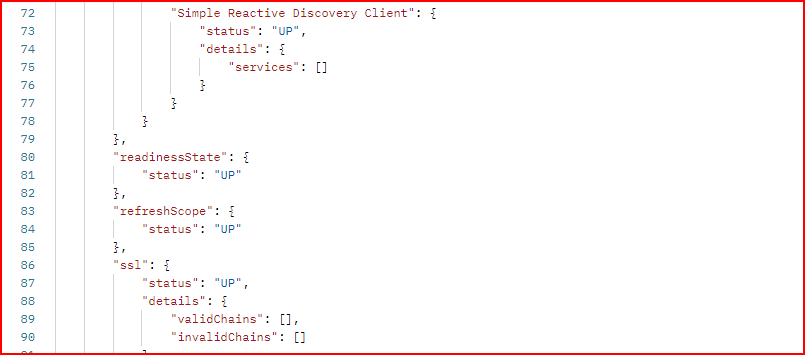 72 "Simple Reactive Discovery Client": {
73 "status": "UP",
74 "details": {
75 "services": []
76 }
77 }
78 }
79 },
80 "readinessState": {
81 "status": "UP"
82 },
83 "refreshScope": {
84 "status": "UP"
85 },
86 "ssl": {
87 "status": "UP",
88 "details": {
89 "validChains": [],
90 "invalidChains": []